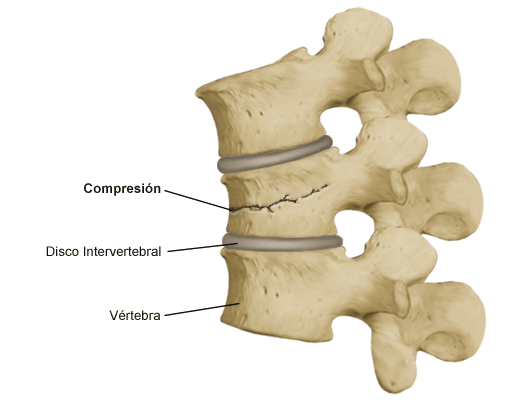 Compresión
Disco Intervertebral
Vértebra